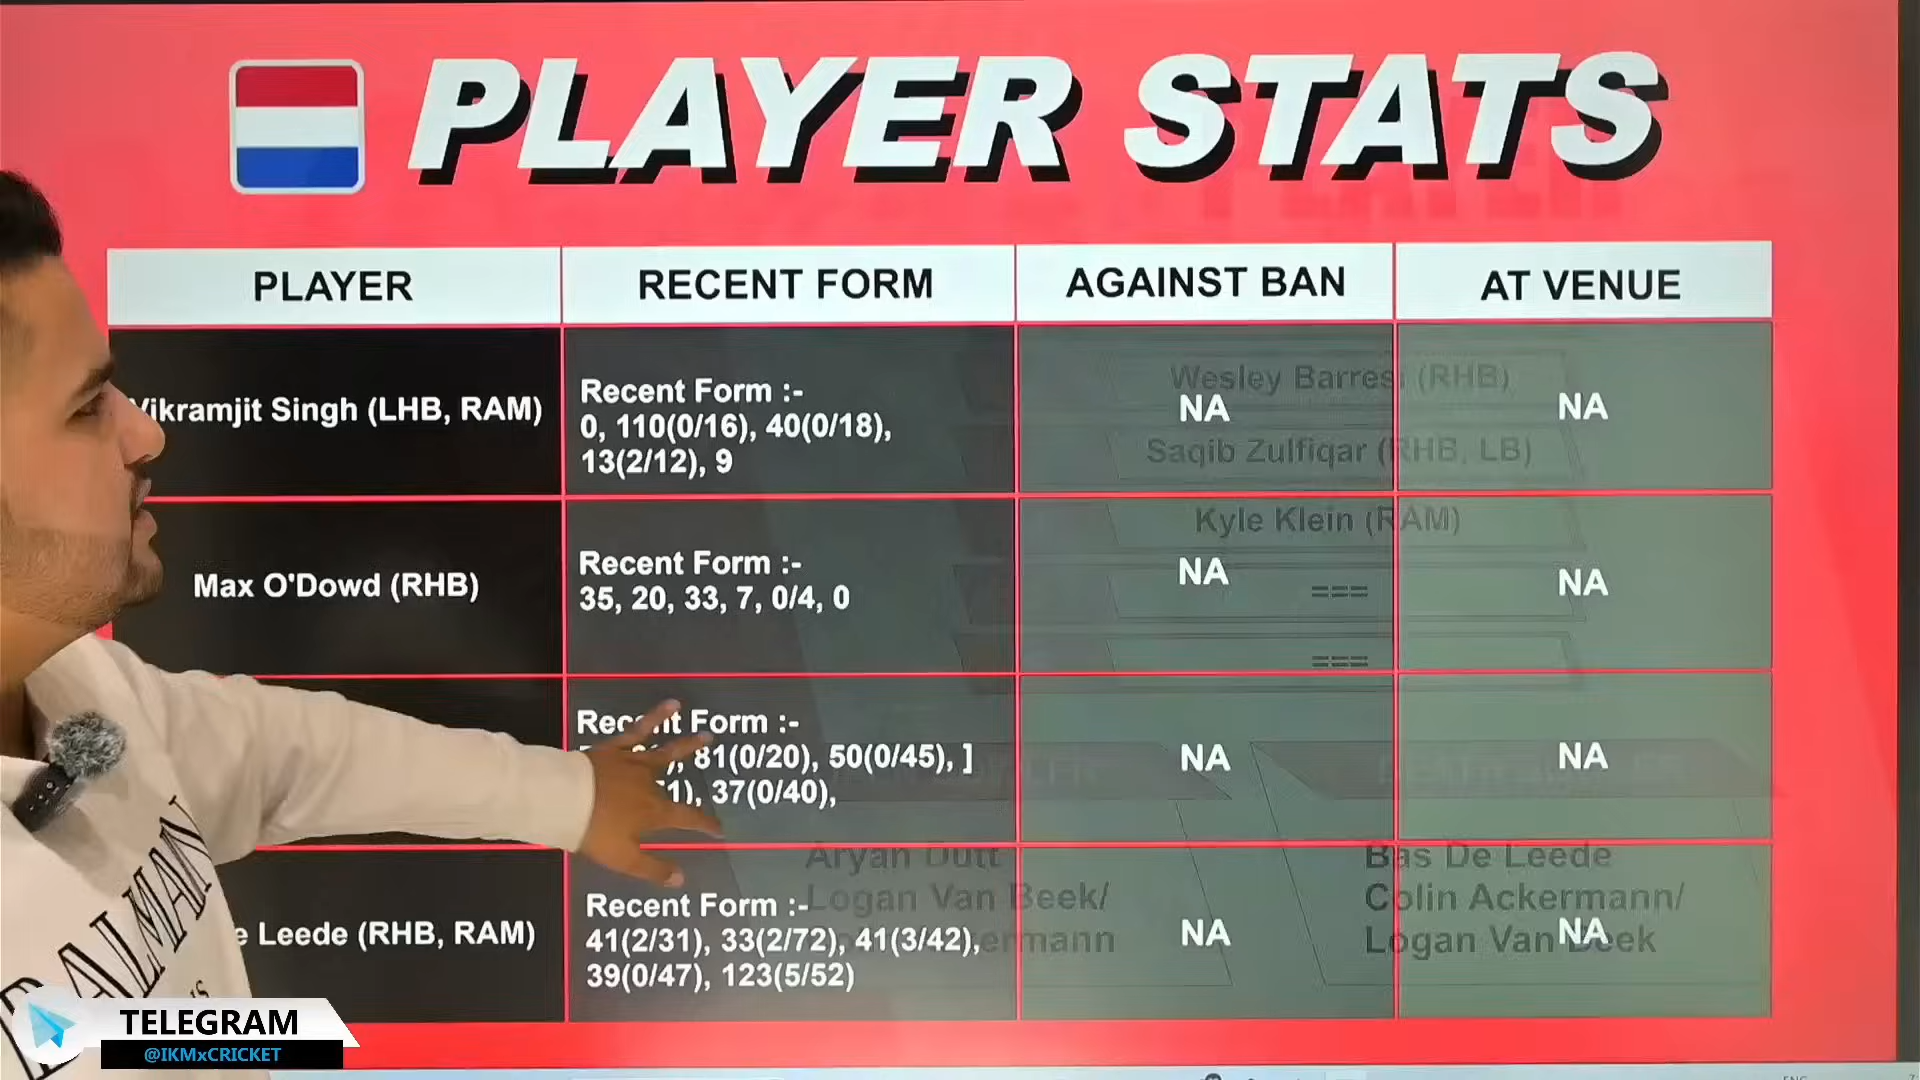 PLAYER STATS
PLAYER
RECENT FORM
AGAINST BAN
AT VENUE
Vikramjit Singh (LHB, RAM)
Recent Form :-
0, 110(0/16), 40(0/18),
13(2/12), 9
NA
NA
Max O'Dowd (RHB)
Recent Form :-
35, 20, 33, 7, 0/4, 0
NA
NA
Recent Form :-
81(0/20), 50(0/45), ]
37(0/40),
NA
NA
Leede (RHB, RAM)
Recent Form :-
41(2/31), 33(2/72), 41(3/42),
39(0/47), 123(5/52)
NA
NA
Wesley Barresi (RHB)
Saqib Zulfiqar (RHB, LB)
Kyle Klein (RAM)
===
===
Aryan Dutt
Logan Van Beek/
Bas De Leede
Colin Ackermann/
Logan Van Beek
BALMAIN
TELEGRAM
@IKMxCRICKET
ENG